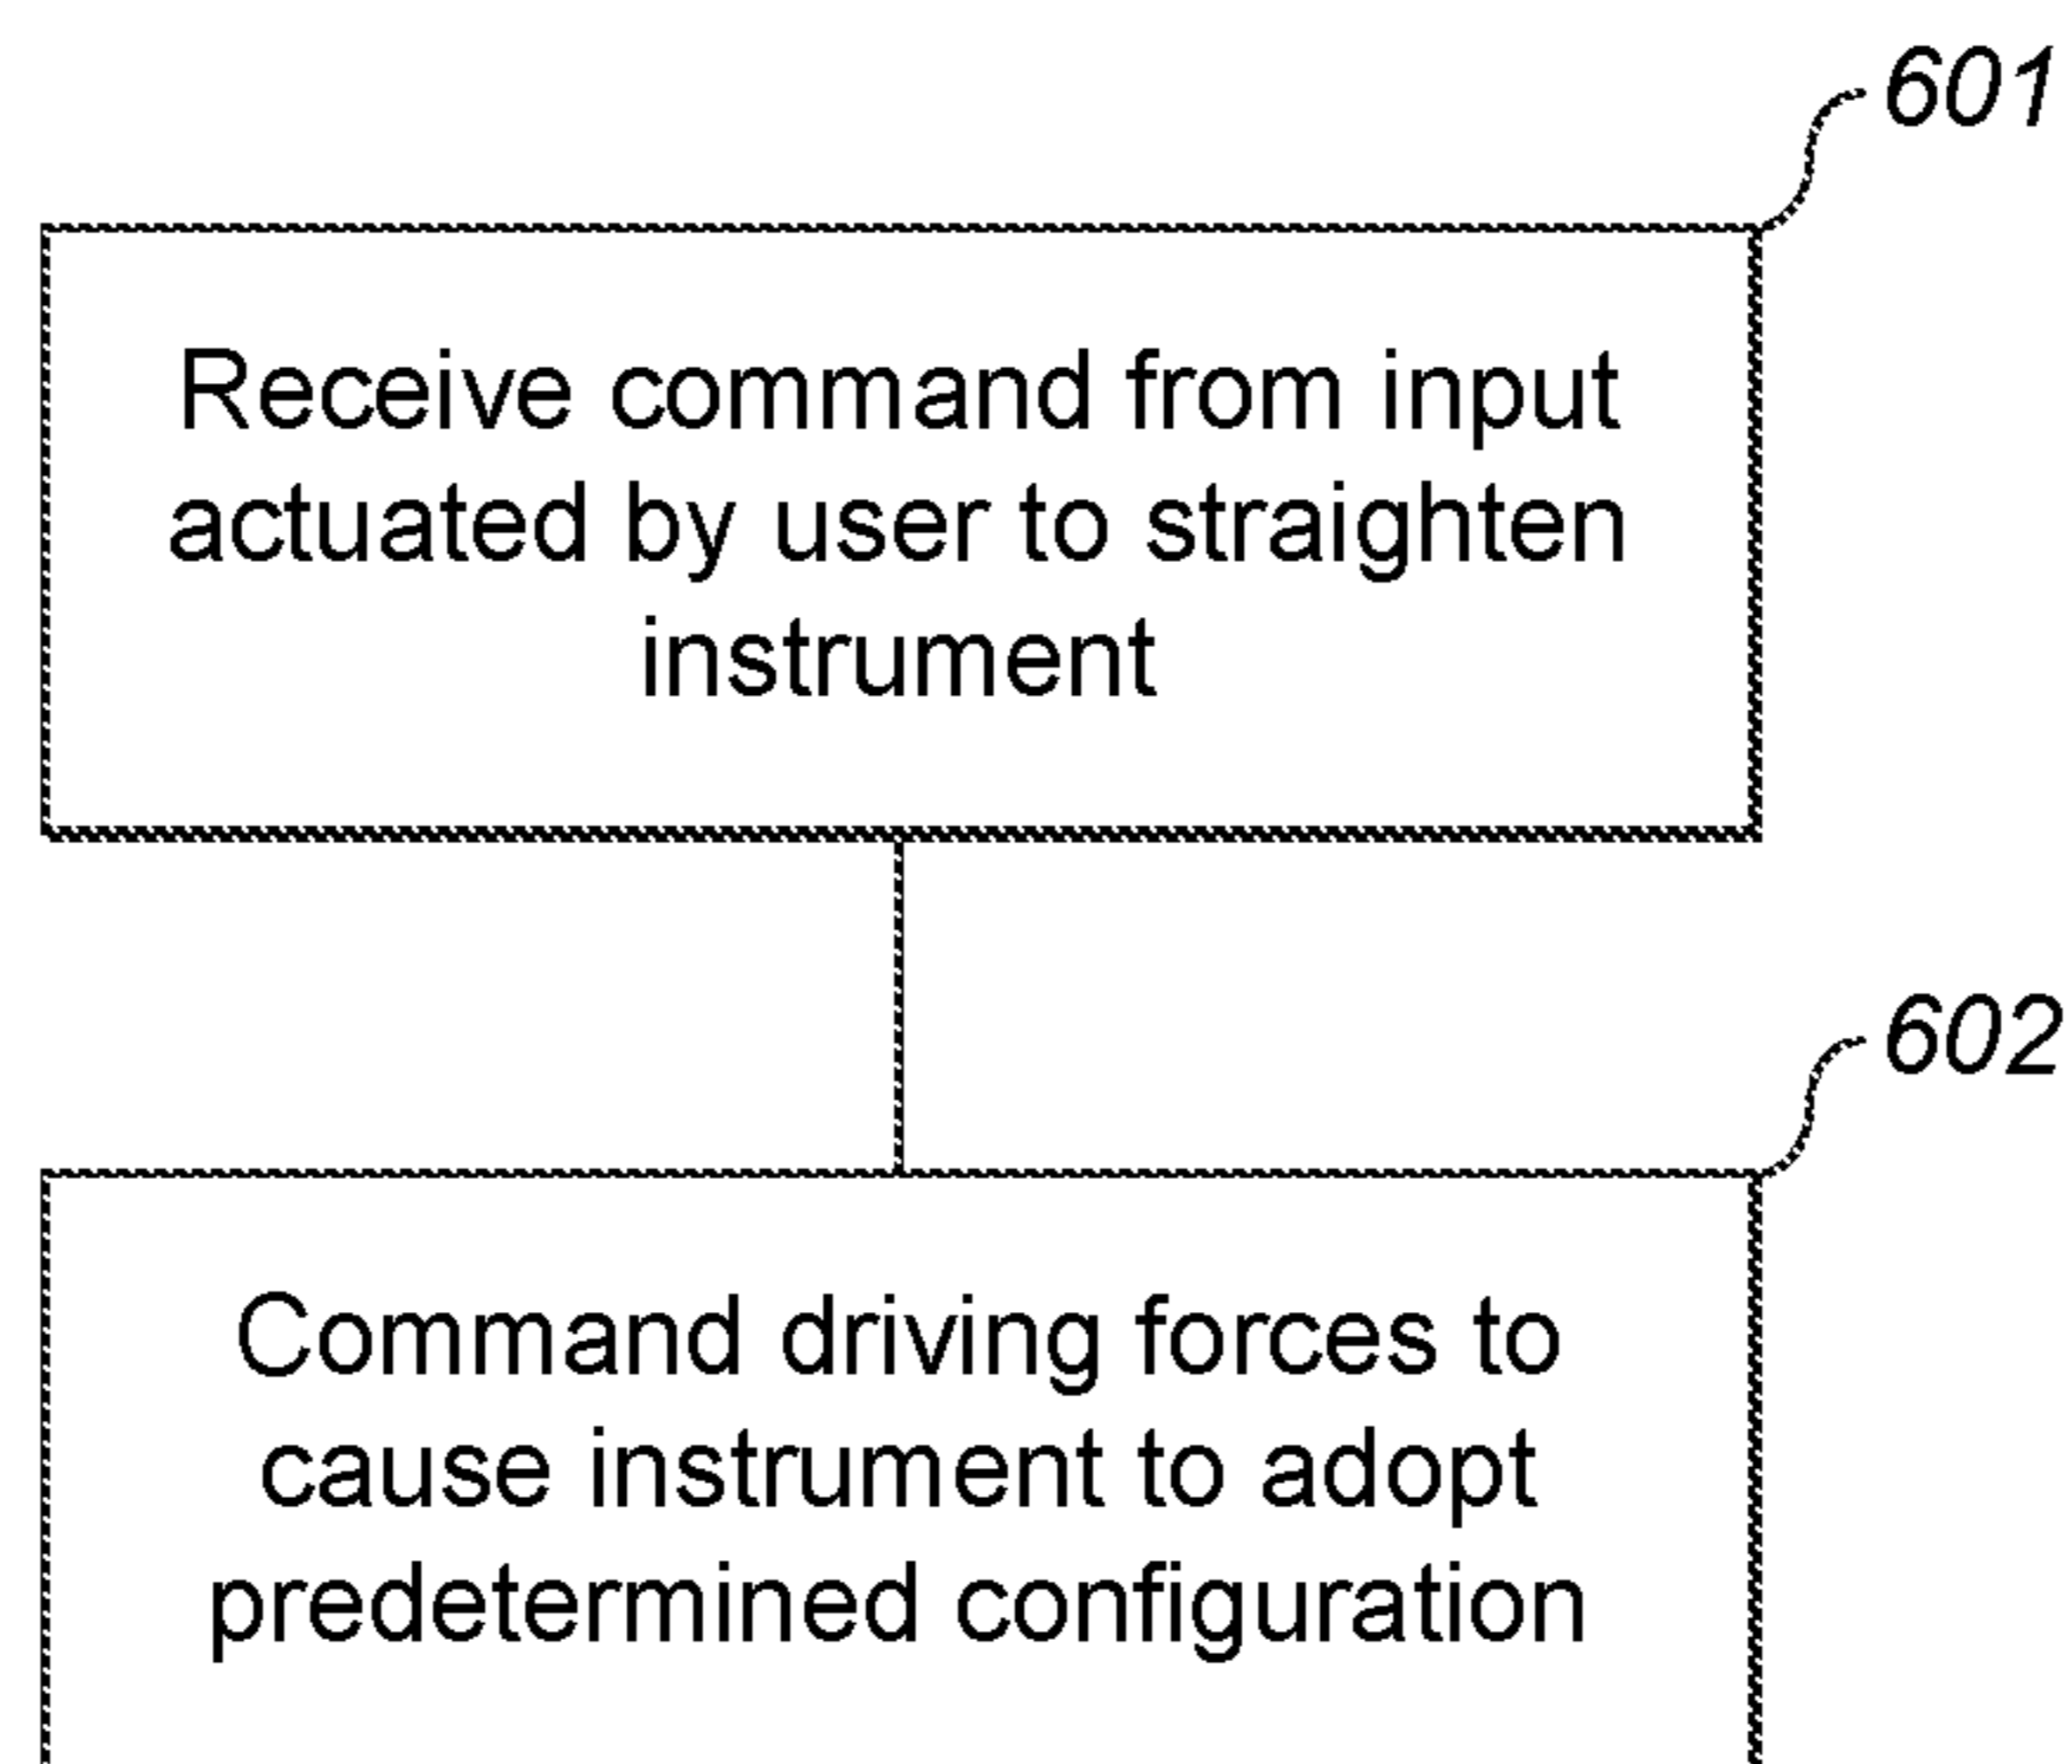 601
Receive command from input
actuated by user to straighten
instrument
602
Command driving forces to
cause instrument to adopt
predetermined configuration